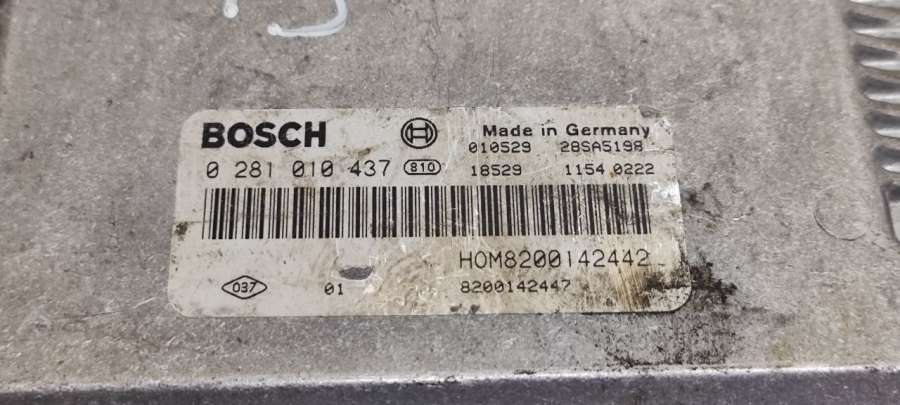 BOSCH
Made in Germany
010529 28SA5198
0 281 010 437 810 18529 1154 0222
HOM8200142442
037 01 8200142447